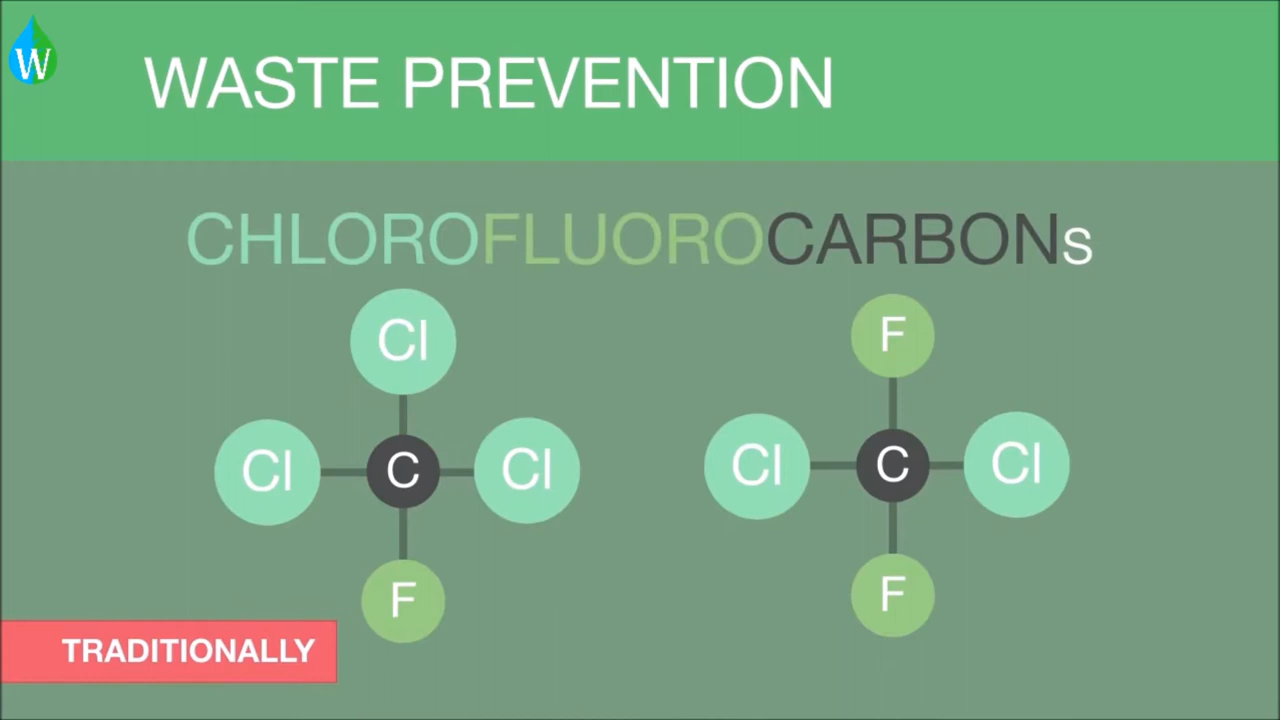 W
WASTE PREVENTION
CHLOROFLUOROCARBONs
Cl
F
Cl
C
Cl
Cl
C
Cl
F
F
TRADITIONALLY